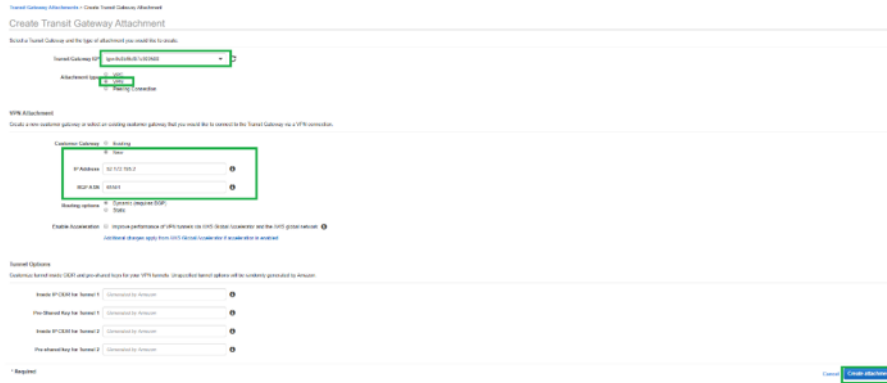 Transit Gateway Attachments > Create Transit Gateway Attachment
Create Transit Gateway Attachment
Select a Transit Gateway and the type of attachment you would like to create.
Transit Gateway ID*
Attachment type
VPC
VPN
Peering Connection
VPN Attachment
Create a new customer gateway or select an existing customer gateway that you would like to connect to the Transit Gateway via a VPN connection.
Customer Gateway
Existing
New
IP Address
BGP ASN
Routing options
Dynamic (requires BGP)
Static
Enable Acceleration
Improve performance of VPN tunnels via AWS Global Accelerator and the AWS global network
Additional charges apply from AWS Global Accelerator if acceleration is enabled
Tunnel Options
Customize tunnel inside CIDR and pre-shared keys for your VPN tunnels. Unspecified tunnel options will be randomly generated by Amazon.
Inside IP CIDR for Tunnel 1 Generated by Amazon
Pre-Shared Key for Tunnel 1 Generated by Amazon
Inside IP CIDR for Tunnel 2 Generated by Amazon
Pre-shared key for Tunnel 2 Generated by Amazon
* Required
Cancel
Create attachment